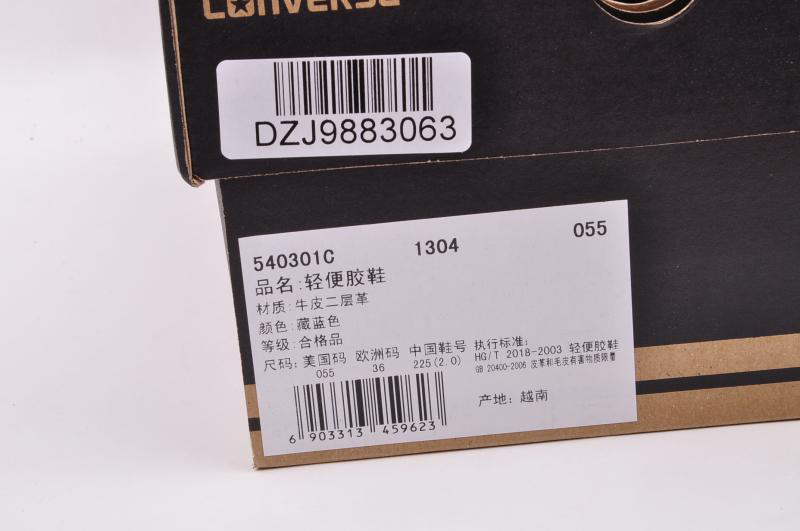 CONVERSE
DZJ9883063
540301C 1304 055
品名:轻便胶鞋
材质:牛皮二层革
颜色:藏蓝色
等级:合格品
尺码: 美国码 欧洲码 中国鞋号
055 36 225(2.0)
执行标准:
HG/T 2018-2003 轻便胶鞋
GB 20400-2006 皮革和毛皮有害物质限量
产地: 越南
6 903313 459623